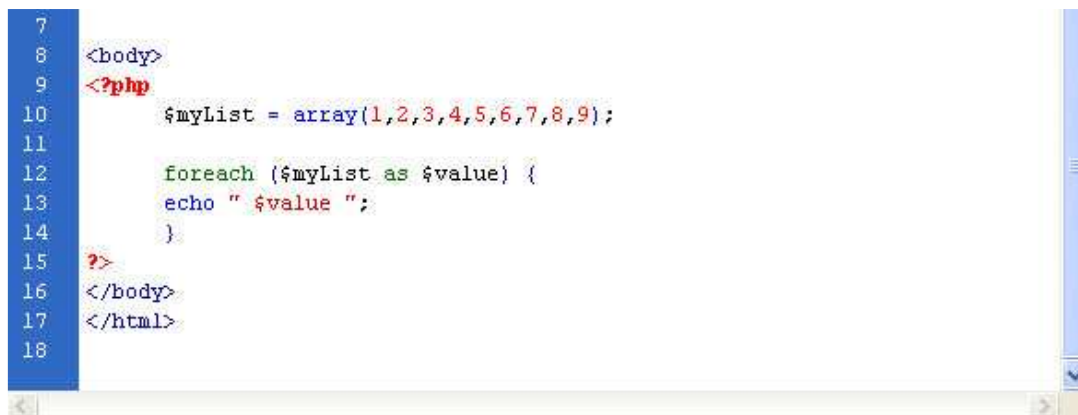 7
8 <body>
9 <?php
10 $myList = array(1,2,3,4,5,6,7,8,9);
11
12 foreach ($myList as $value) {
13 echo " $value ";
14 }
15 ?>
16 </body>
17 </html>
18